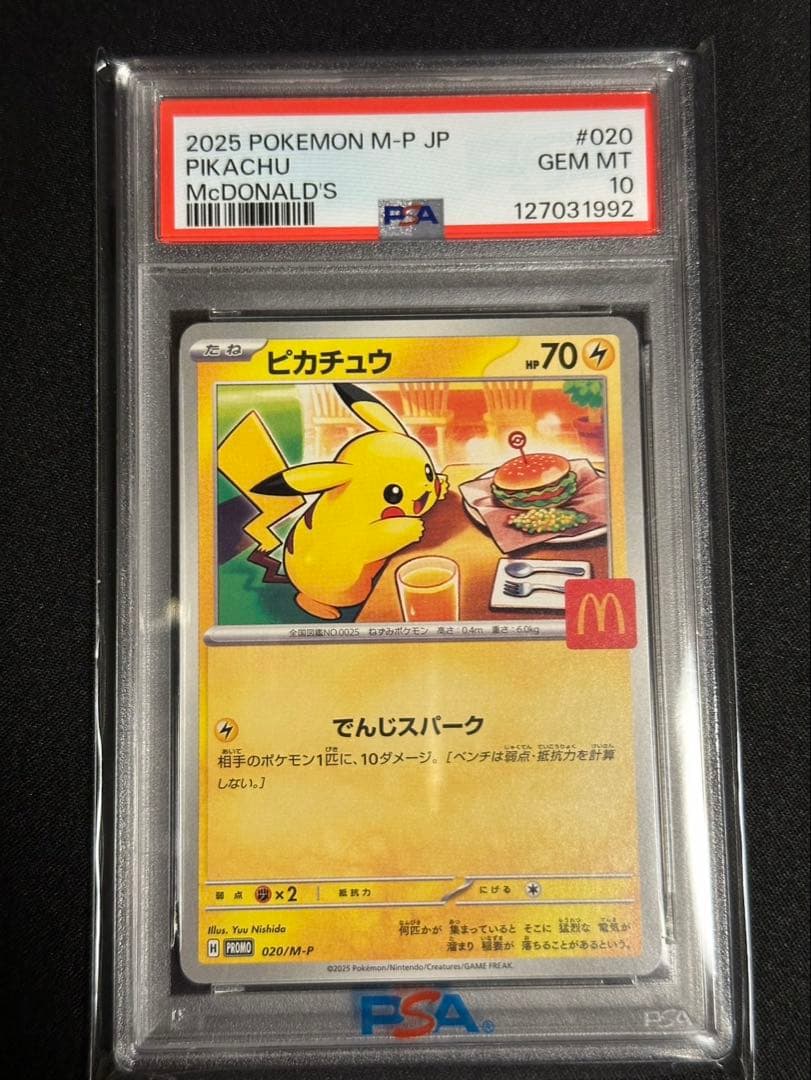 2025 POKEMON M-P JP #020
PIKACHU GEM MT
McDONALD'S 10
PSA 127031992
たね ピカチュウ HP70
M
全国図鑑NO.0025 ねずみポケモン 高さ:0.4m 重さ:6.0kg
でんじスパーク
相手のポケモン1匹に、10ダメージ。[ベンチは弱点・抵抗力を計算
しない。]
弱点 ×2 抵抗力 にげる
Illus. Yuu Nishida
何匹かが 集まっていると そこに 猛烈な 電気が
溜まり 稲妻が 落ちることがあるという。
H PROMO 020/M-P
©2025 Pokémon/Nintendo/Creatures/GAME FREAK.
PSA®
PSA